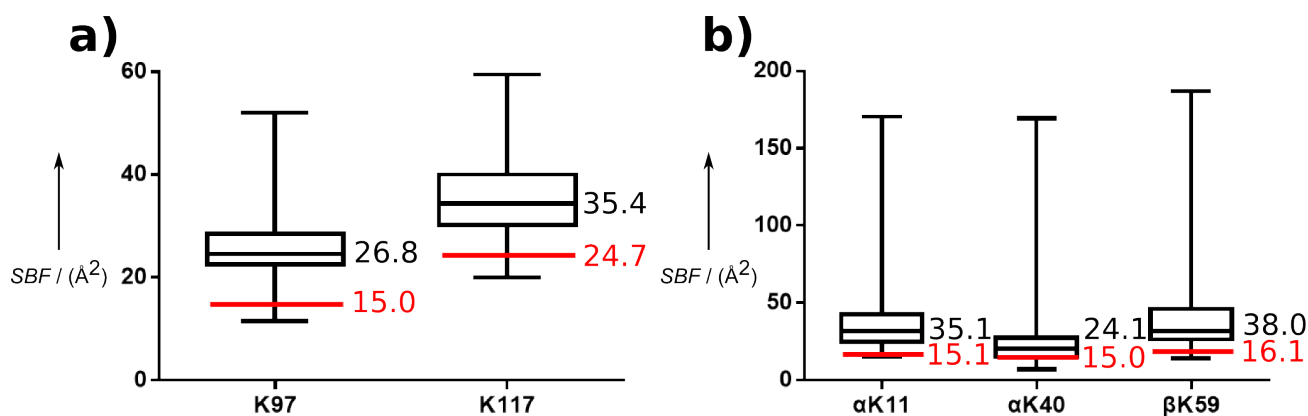 a)
60
40
20
0
SBF / (Å²)
26.8
15.0
35.4
24.7
K97
K117
b)
200
150
100
50
0
SBF / (Å²)
35.1
15.1
24.1
15.0
38.0
16.1
αK11
αK40
βK59